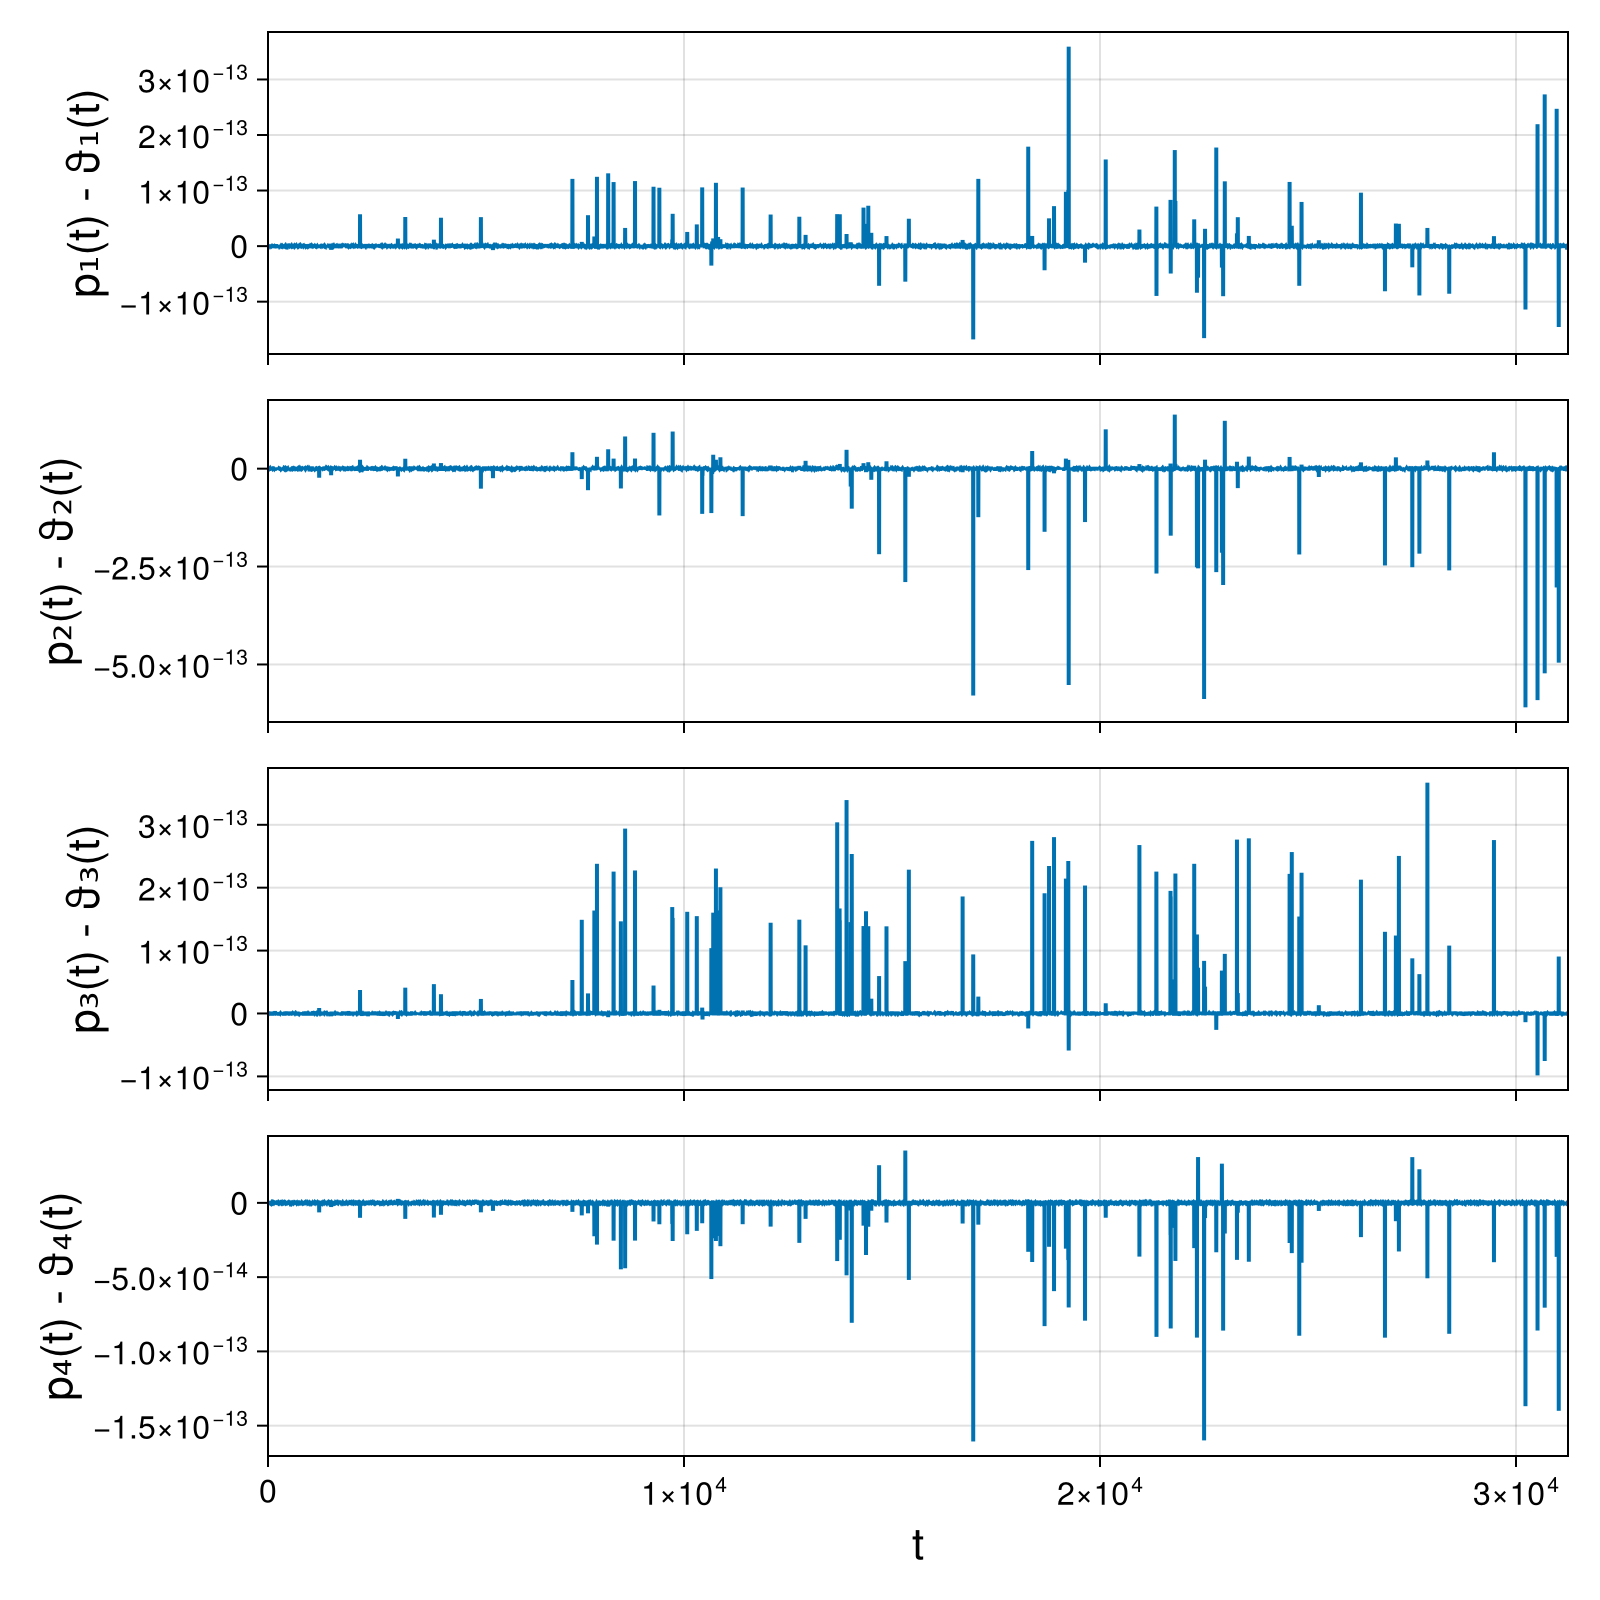 p₁(t) - ϑ₁(t)
3×10⁻¹³
2×10⁻¹³
1×10⁻¹³
0
−1×10⁻¹³
p₂(t) - ϑ₂(t)
0
−2.5×10⁻¹³
−5.0×10⁻¹³
p₃(t) - ϑ₃(t)
3×10⁻¹³
2×10⁻¹³
1×10⁻¹³
0
−1×10⁻¹³
p₄(t) - ϑ₄(t)
0
−5.0×10⁻¹⁴
−1.0×10⁻¹³
−1.5×10⁻¹³
0 1×10⁴ 2×10⁴ 3×10⁴
t